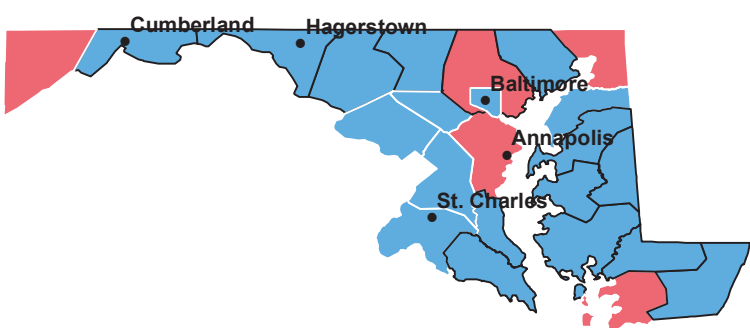 Cumberland
Hagerstown
Baltimore
Annapolis
St. Charles